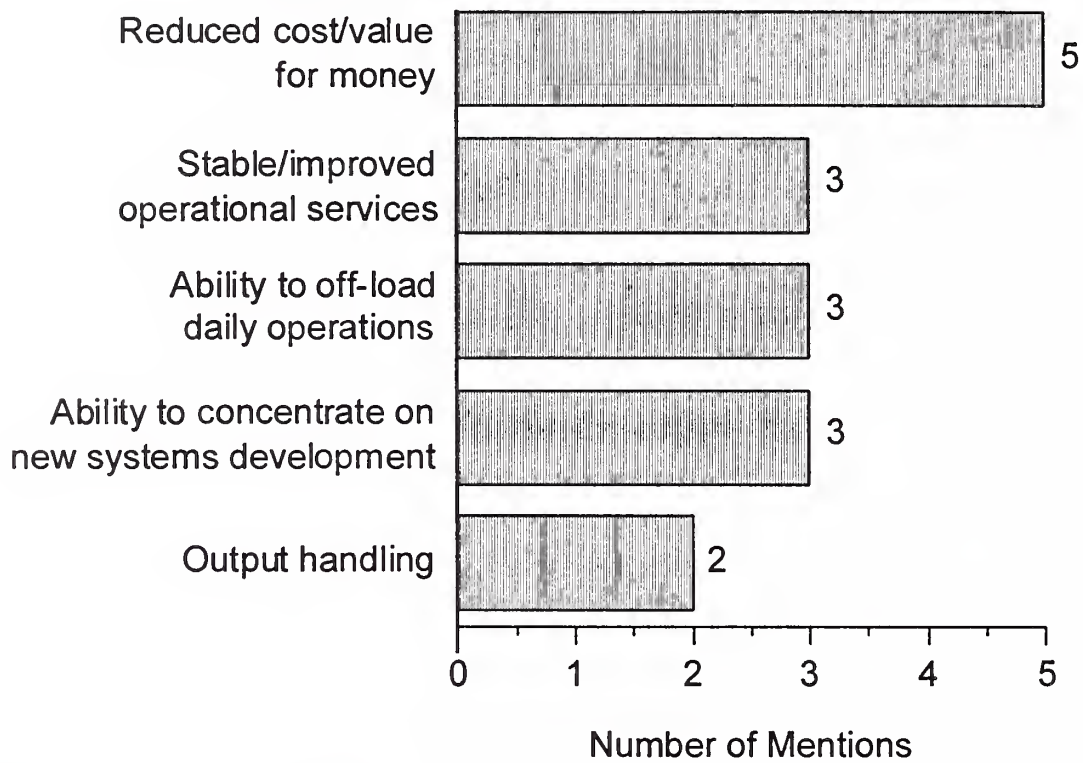 Reduced cost/value
for money
5
Stable/improved
operational services
3
Ability to off-load
daily operations
3
Ability to concentrate on
new systems development
3
Output handling
2
0 1 2 3 4 5
Number of Mentions